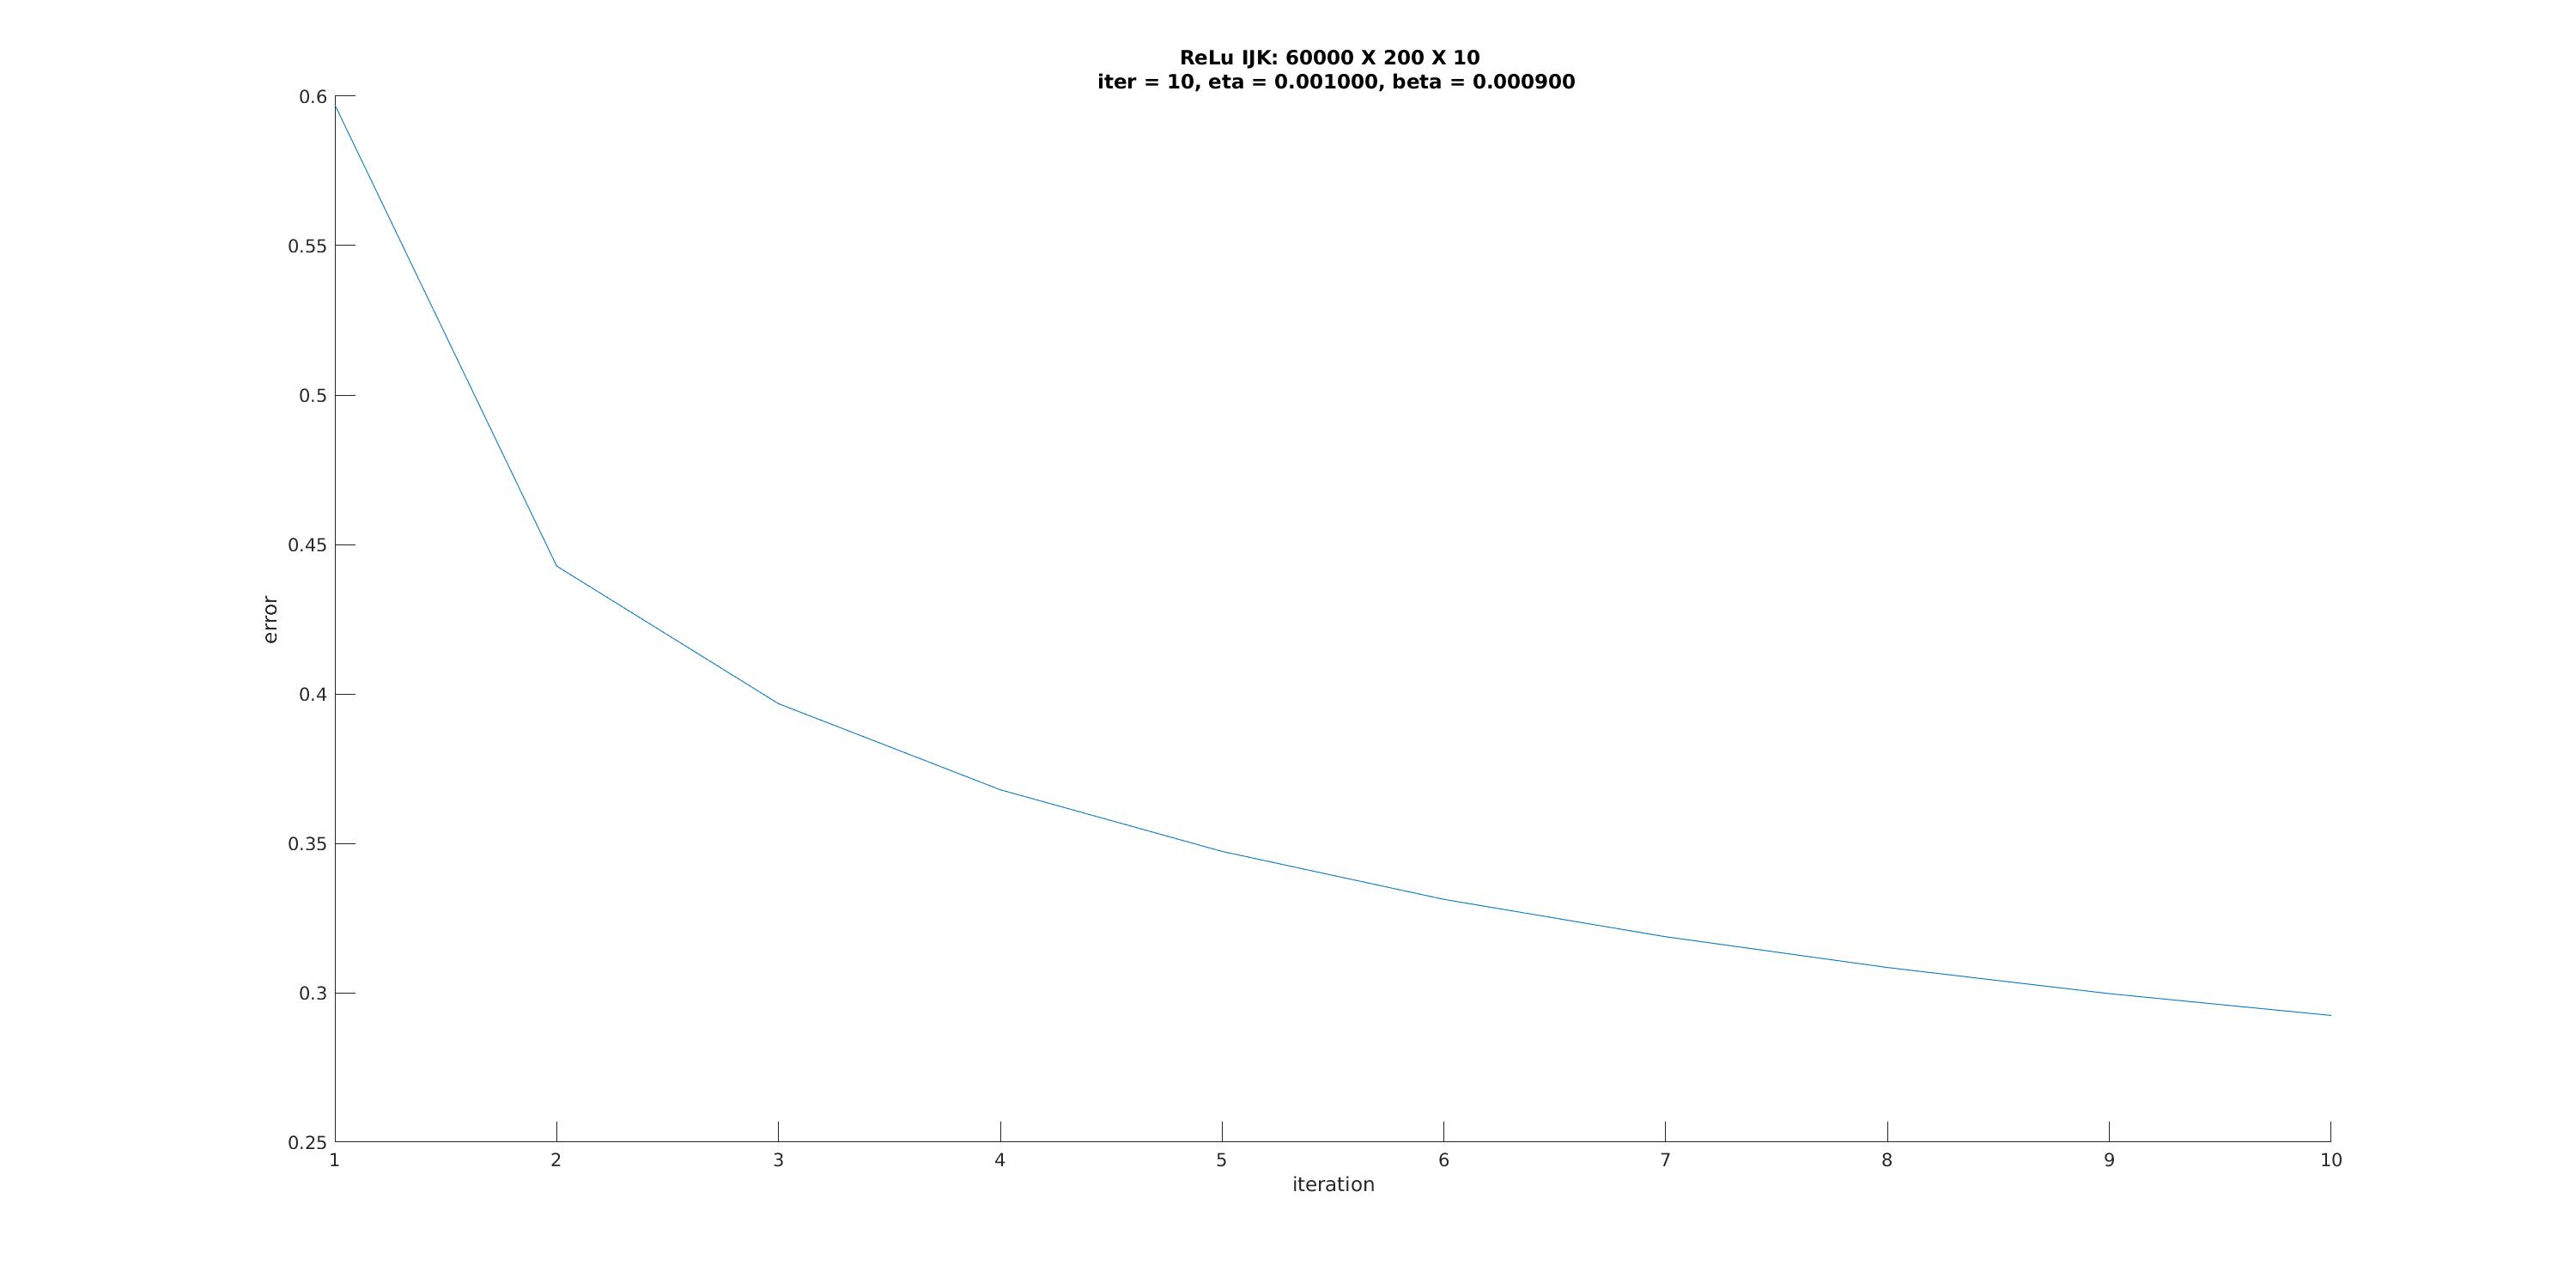 ReLu IJK: 60000 X 200 X 10
iter = 10, eta = 0.001000, beta = 0.000900
0.6
0.55
0.5
0.45
0.4
0.35
0.3
0.25
error
1 2 3 4 5 6 7 8 9 10
iteration